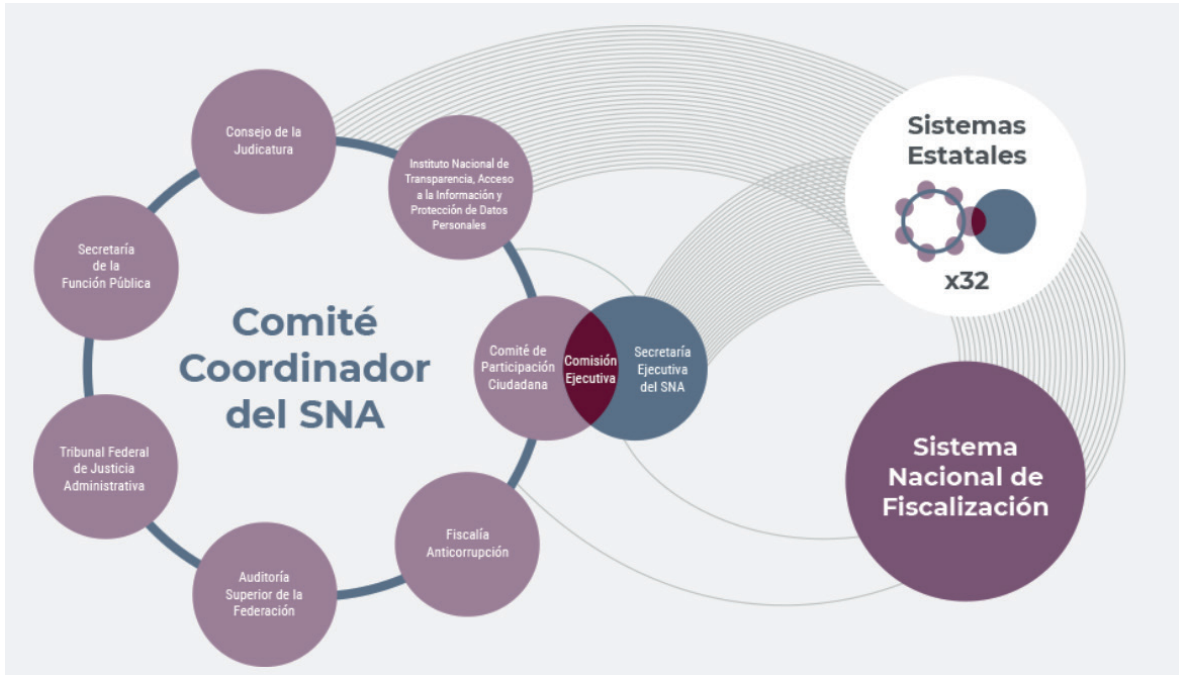 Consejo de la
Judicatura
Instituto Nacional de
Transparencia, Acceso
a la Información y
Protección de Datos
Personales
Secretaría
de la
Función Pública
Comité
Coordinador
del SNA
Comité de
Participación
Ciudadana
Comisión
Ejecutiva
Secretaría
Ejecutiva
del SNA
Tribunal Federal
de Justicia
Administrativa
Fiscalía
Anticorrupción
Auditoría
Superior de la
Federación
Sistemas
Estatales
x32
Sistema
Nacional de
Fiscalización